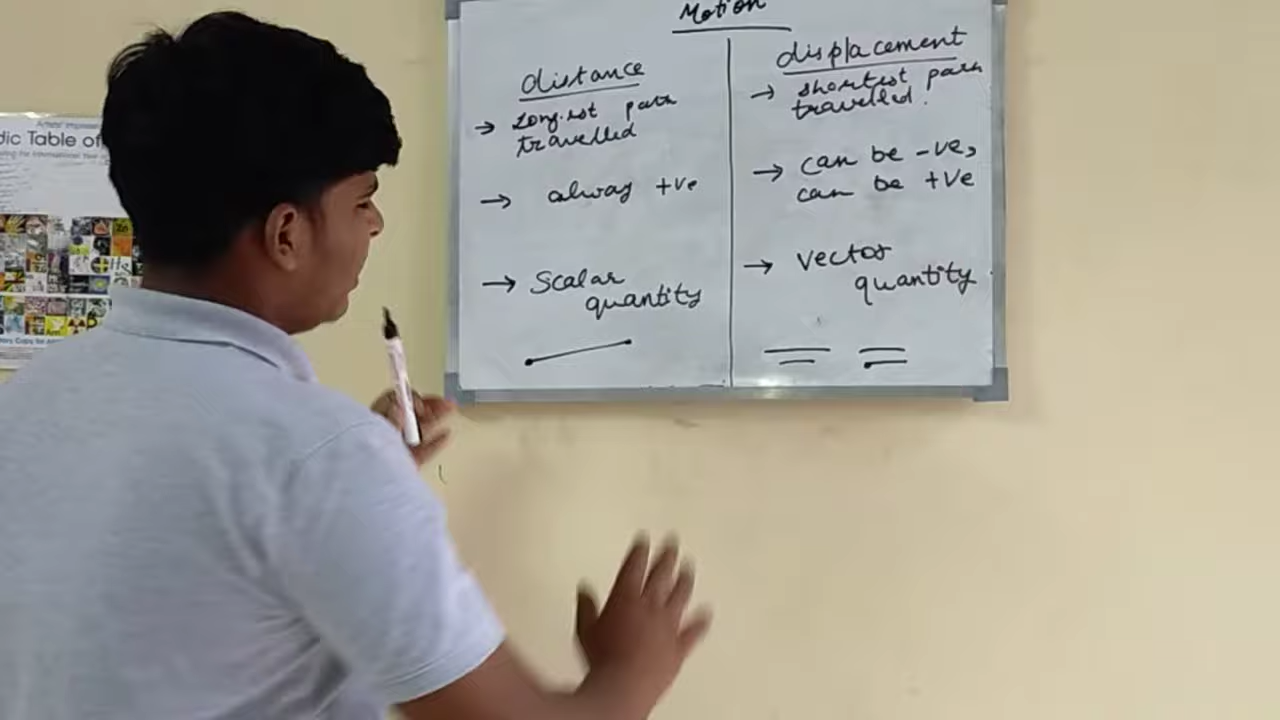 Motion
distance
Longest path
travelled
→ alway +ve
→ Scalar
quantity
displacement
→ shortest path
travelled.
→ can be -ve,
can be +ve
→ vector
quantity
dic Table of